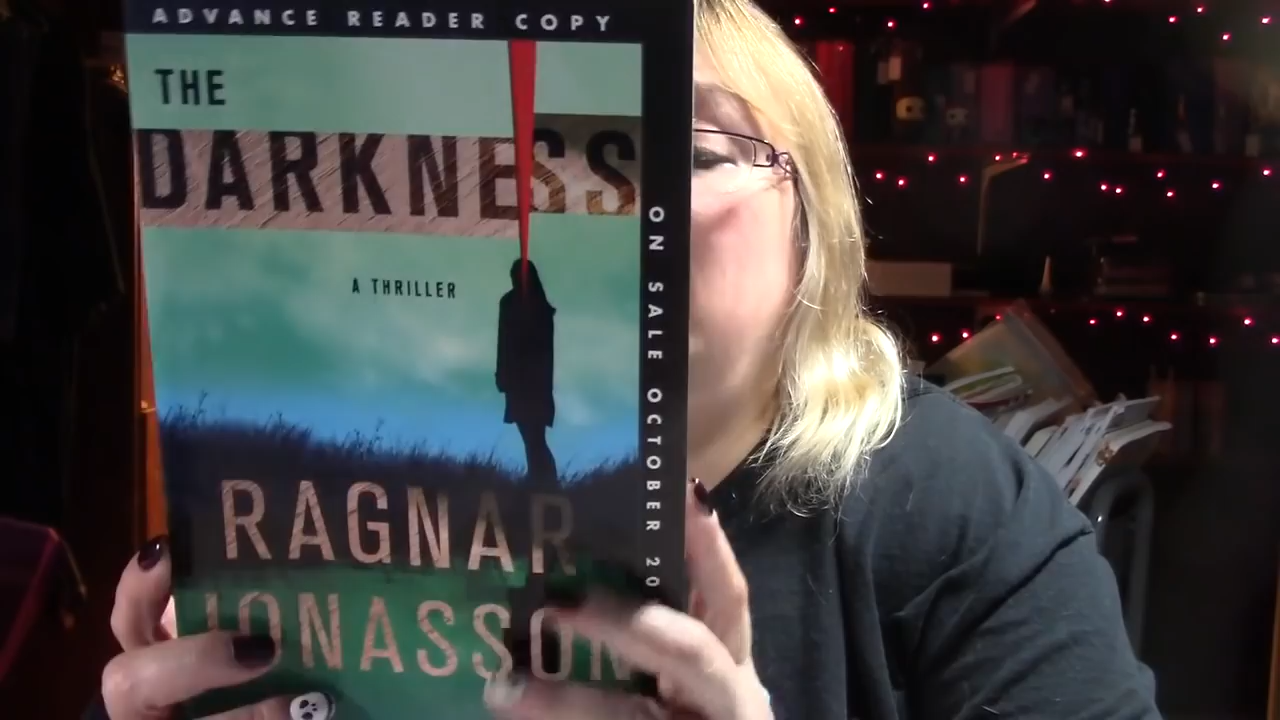 ADVANCE READER COPY
THE
DARKNESS
A THRILLER
RAGNAR
JONASSON
ON SALE OCTOBER 20